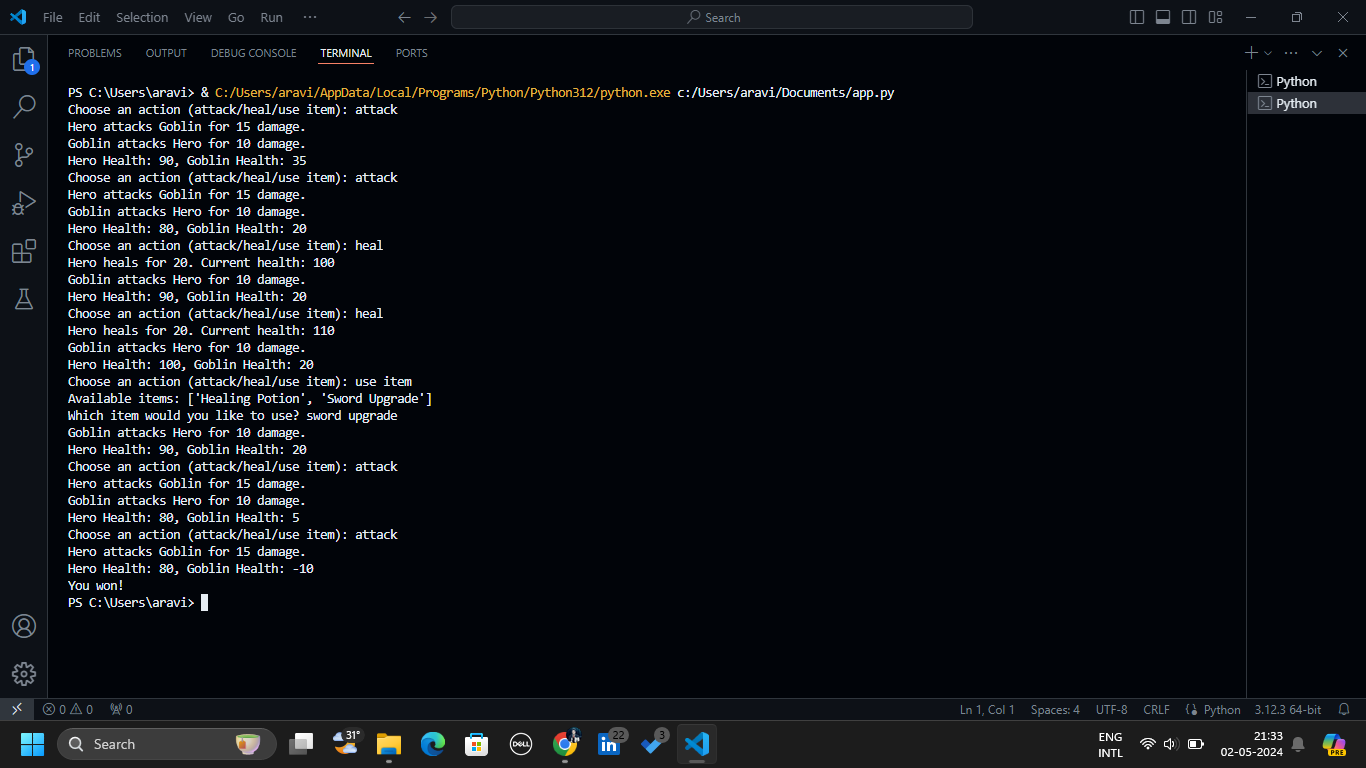 File Edit Selection View Go Run ··· Search
PROBLEMS OUTPUT DEBUG CONSOLE TERMINAL PORTS
1
PS C:\Users\aravi> & C:/Users/aravi/AppData/Local/Programs/Python/Python312/python.exe c:/Users/aravi/Documents/app.py
Choose an action (attack/heal/use item): attack
Hero attacks Goblin for 15 damage.
Goblin attacks Hero for 10 damage.
Hero Health: 90, Goblin Health: 35
Choose an action (attack/heal/use item): attack
Hero attacks Goblin for 15 damage.
Goblin attacks Hero for 10 damage.
Hero Health: 80, Goblin Health: 20
Choose an action (attack/heal/use item): heal
Hero heals for 20. Current health: 100
Goblin attacks Hero for 10 damage.
Hero Health: 90, Goblin Health: 20
Choose an action (attack/heal/use item): heal
Hero heals for 20. Current health: 110
Goblin attacks Hero for 10 damage.
Hero Health: 100, Goblin Health: 20
Choose an action (attack/heal/use item): use item
Available items: ['Healing Potion', 'Sword Upgrade']
Which item would you like to use? sword upgrade
Goblin attacks Hero for 10 damage.
Hero Health: 90, Goblin Health: 20
Choose an action (attack/heal/use item): attack
Hero attacks Goblin for 15 damage.
Goblin attacks Hero for 10 damage.
Hero Health: 80, Goblin Health: 5
Choose an action (attack/heal/use item): attack
Hero attacks Goblin for 15 damage.
Hero Health: 80, Goblin Health: -10
You won!
PS C:\Users\aravi>
Python
Python
0 0 0 Ln 1, Col 1 Spaces: 4 UTF-8 CRLF Python 3.12.3 64-bit
Search 31° DELL in 22 3 ENG INTL 21:33 02-05-2024 PRE